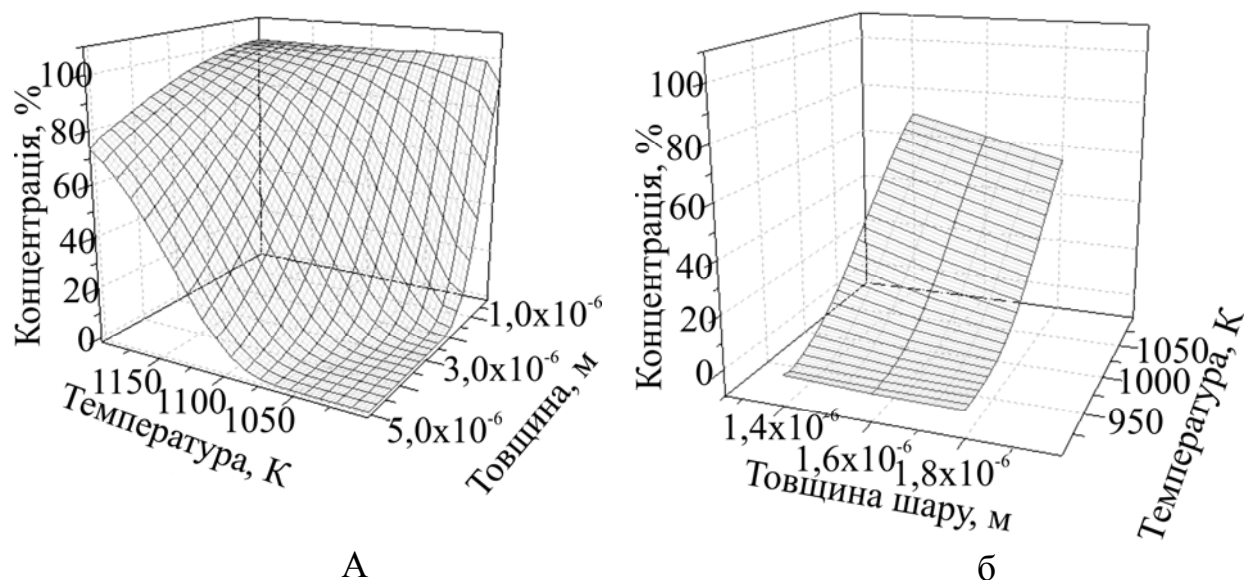 Концентрація, %
100
80
60
40
20
0
1150
1100
1050
Температура, К
1,0x10⁻⁶
3,0x10⁻⁶
5,0x10⁻⁶
Товщина, м
А
Концентрація, %
100
80
60
40
20
0
1,4x10⁻⁶
1,6x10⁻⁶
1,8x10⁻⁶
Товщина шару, м
1050
1000
950
Температура, К
б